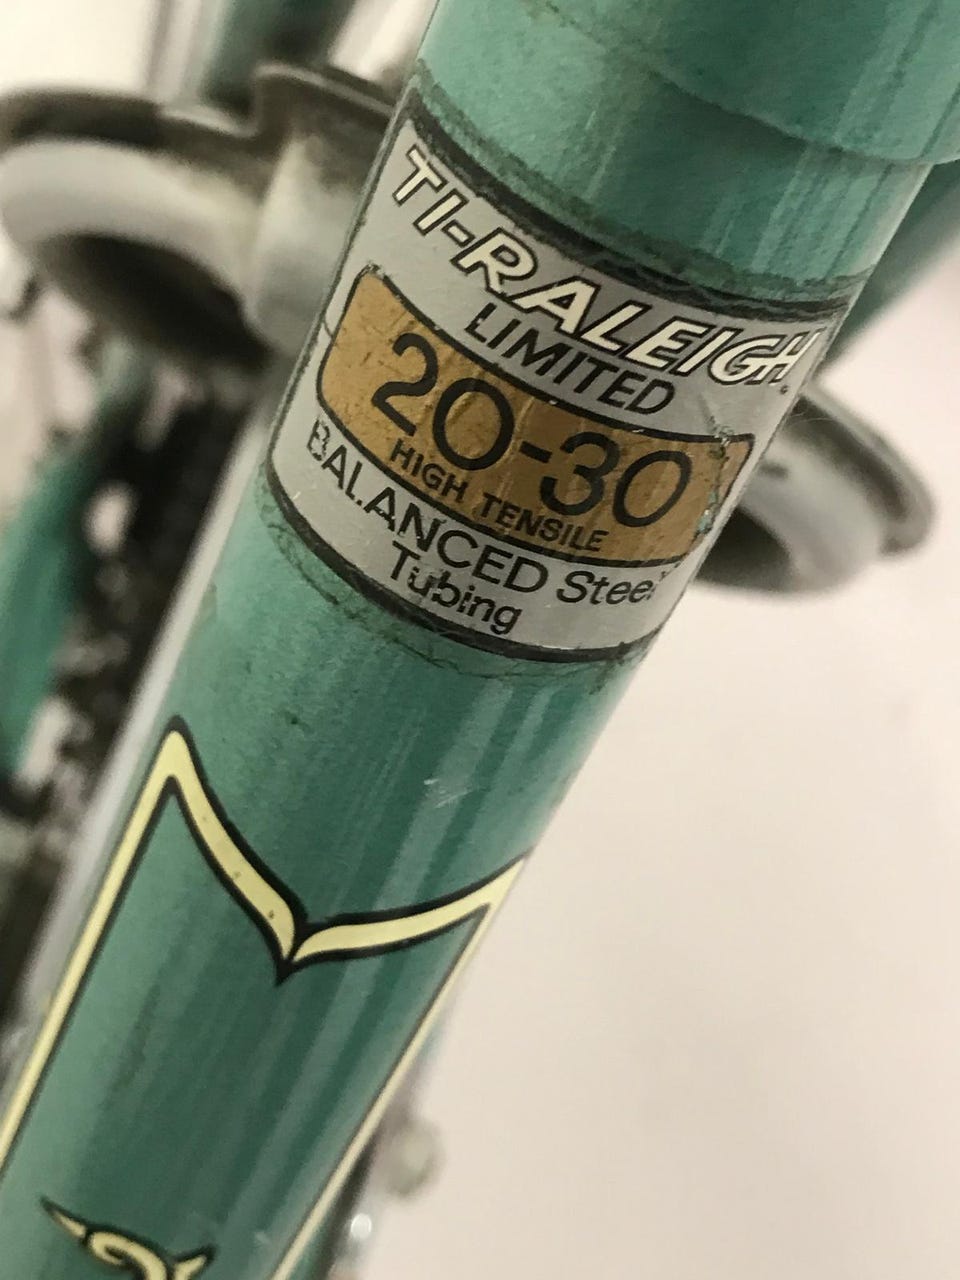 TI-RALEIGH
LIMITED
20-30
HIGH TENSILE
BALANCED Steel
Tubing